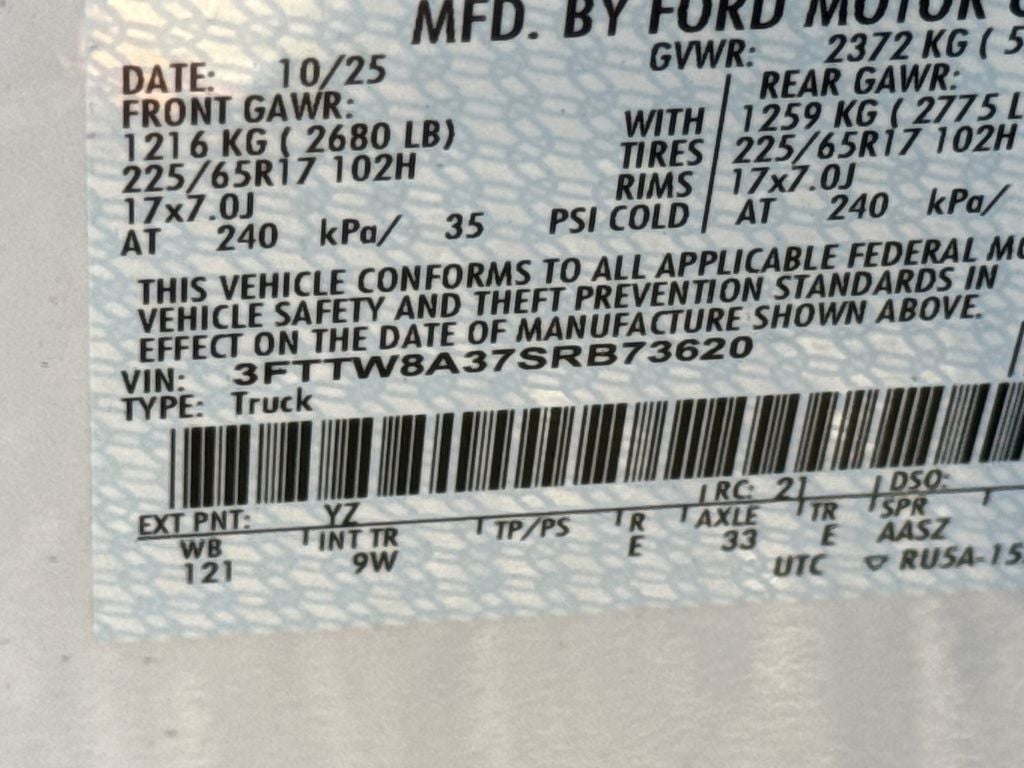 MFD. BY FORD MOTOR
GVWR: 2372 KG ( 5
DATE: 10/25
REAR GAWR:
FRONT GAWR:
1216 KG ( 2680 LB) WITH 1259 KG ( 2775 L
225/65R17 102H TIRES 225/65R17 102H
17x7.0J RIMS 17x7.0J
AT 240 kPa/ 35 PSI COLD AT 240 kPa/
THIS VEHICLE CONFORMS TO ALL APPLICABLE FEDERAL MO
VEHICLE SAFETY AND THEFT PREVENTION STANDARDS IN
EFFECT ON THE DATE OF MANUFACTURE SHOWN ABOVE.
VIN: 3FTTW8A37SRB73620
TYPE: Truck
EXT PNT: YZ RC: 21 DSO:
WB INT TR TP/PS R AXLE TR SPR
121 9W E 33 E AASZ
UTC ▽ RUSA-15